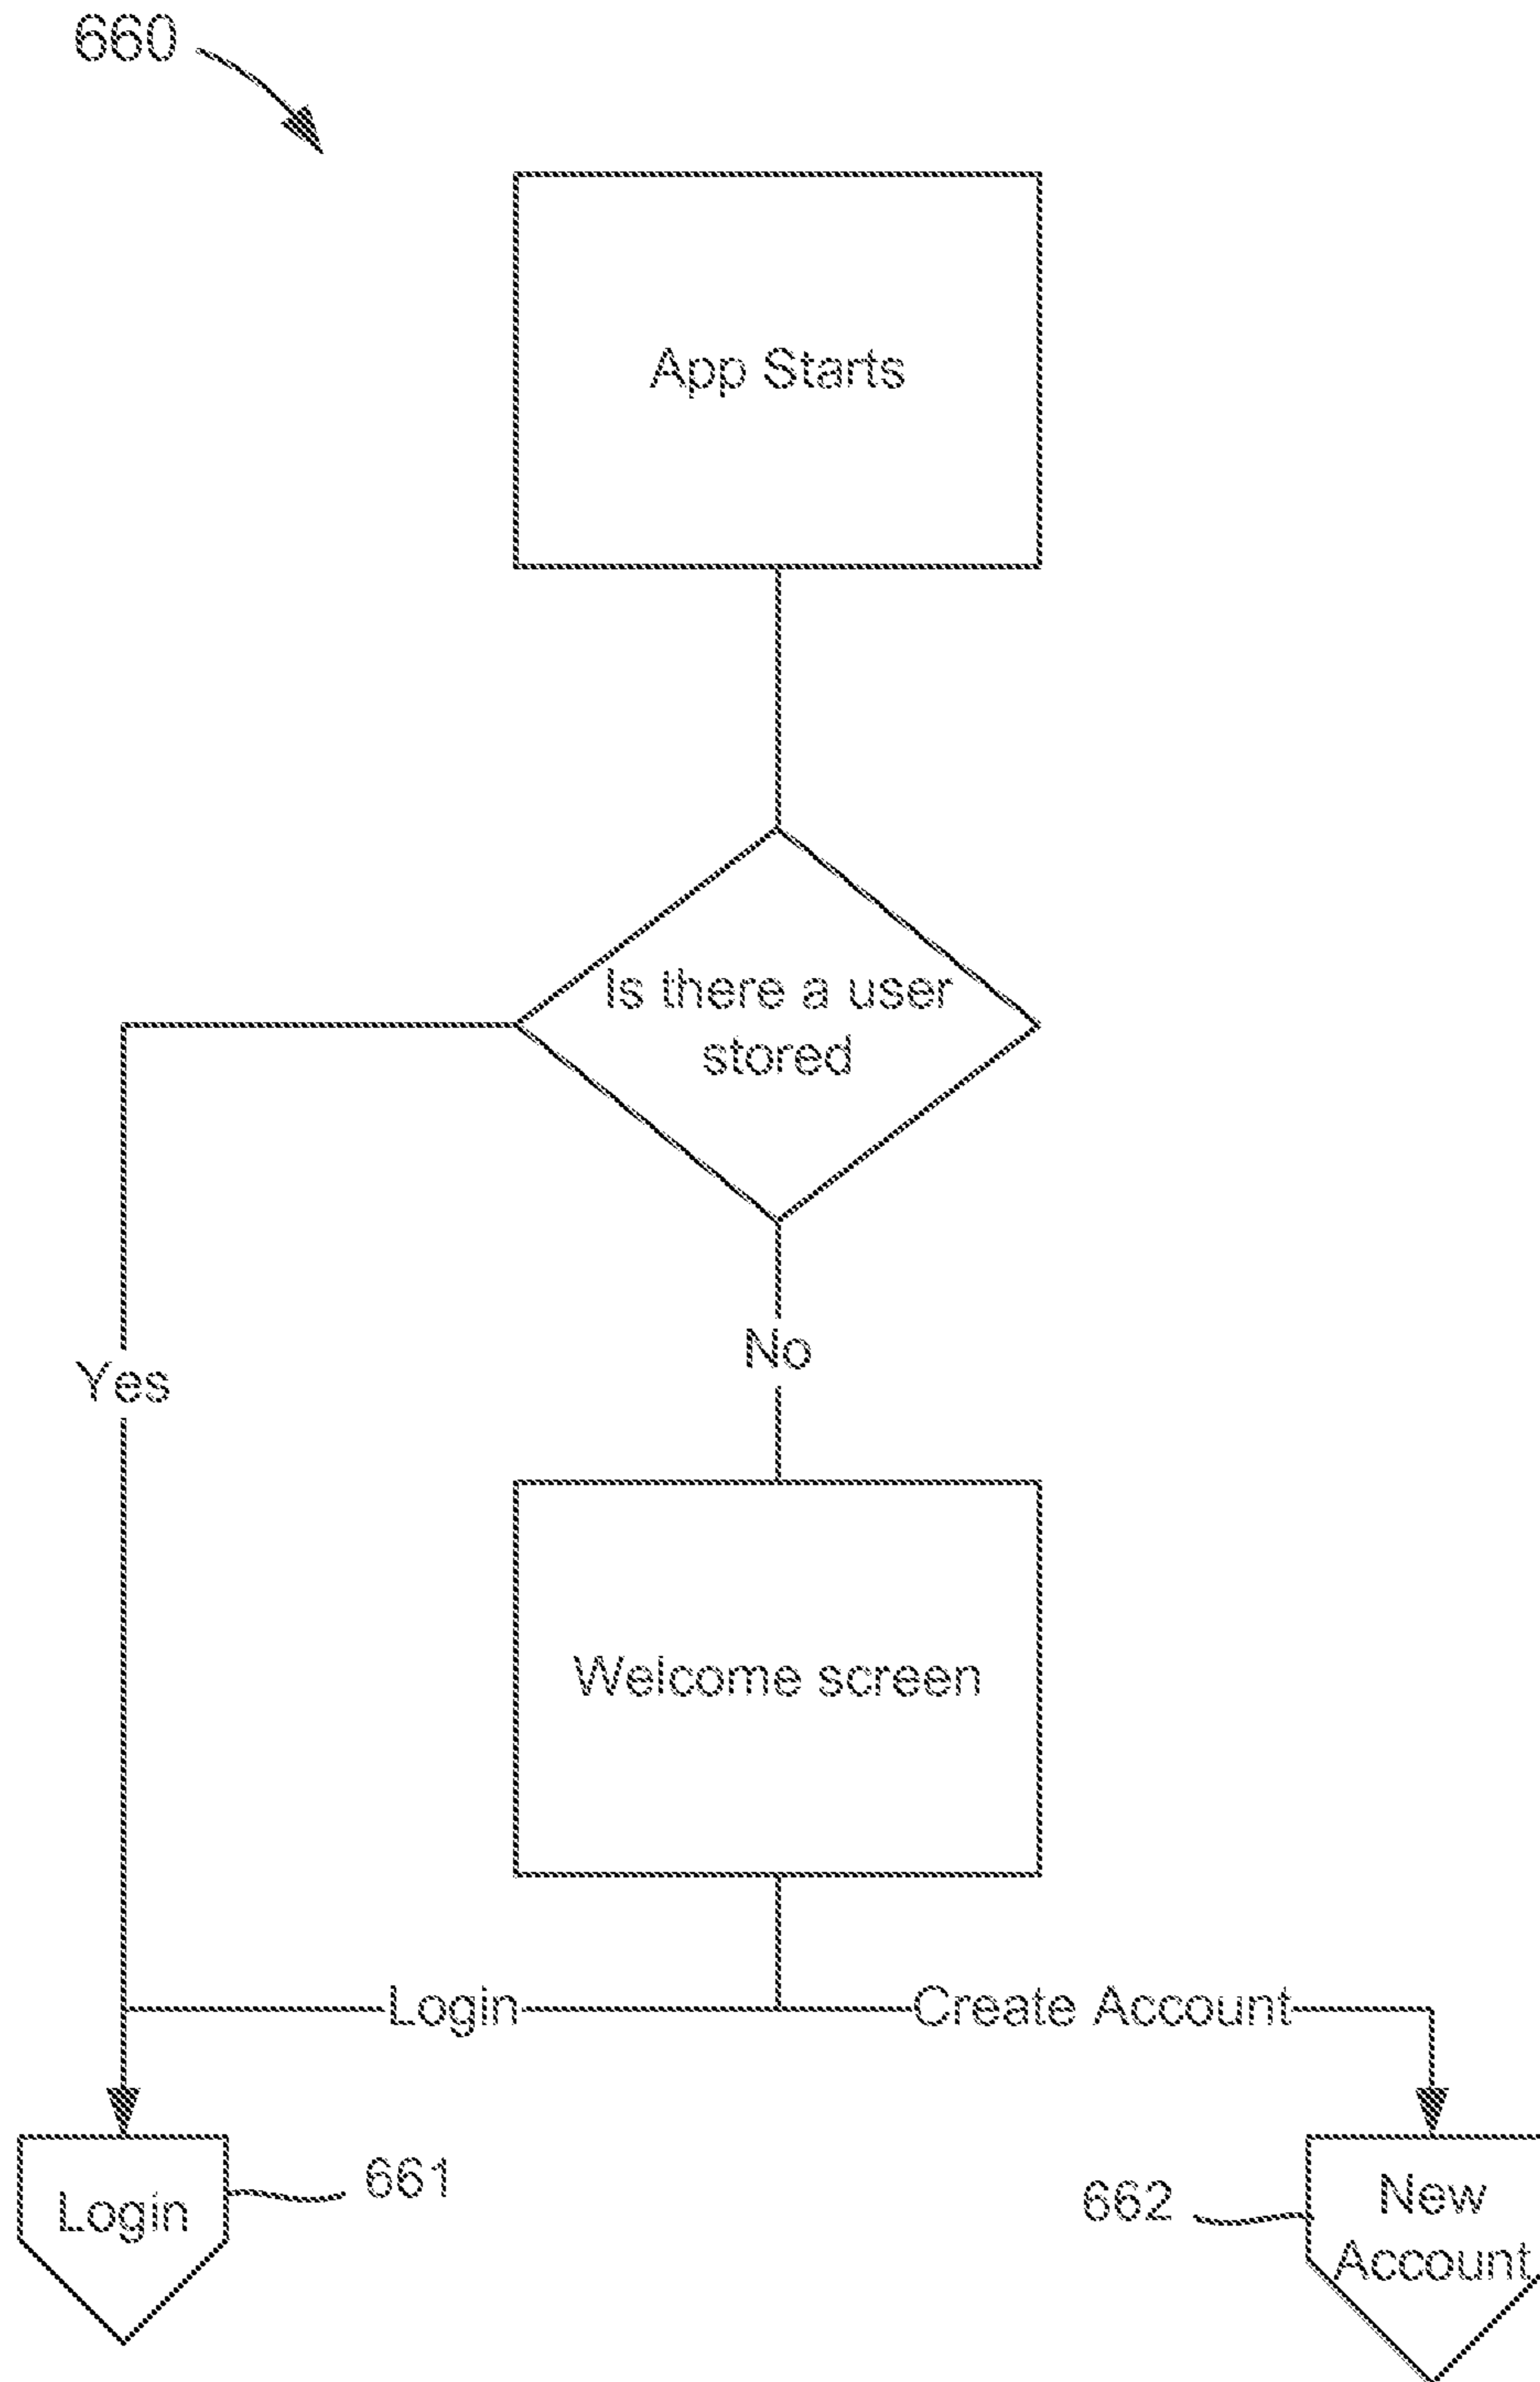 660
App Starts
Is there a user
stored
Yes
No
Welcome screen
Login
Create Account
Login
661
662
New
Account